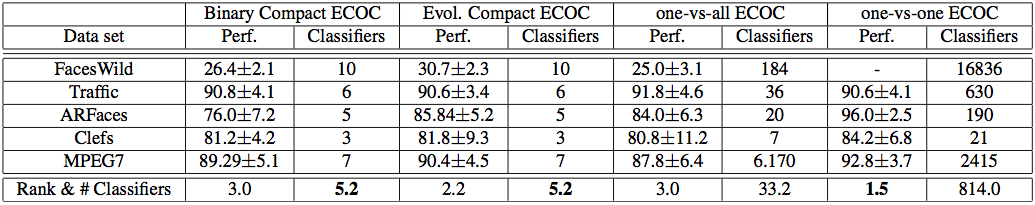 Binary Compact ECOC Evol. Compact ECOC one-vs-all ECOC one-vs-one ECOC
Data set Perf. Classifiers Perf. Classifiers Perf. Classifiers Perf. Classifiers
FacesWild 26.4±2.1 10 30.7±2.3 10 25.0±3.1 184 - 16836
Traffic 90.8±4.1 6 90.6±3.4 6 91.8±4.6 36 90.6±4.1 630
ARFaces 76.0±7.2 5 85.84±5.2 5 84.0±6.3 20 96.0±2.5 190
Clefs 81.2±4.2 3 81.8±9.3 3 80.8±11.2 7 84.2±6.8 21
MPEG7 89.29±5.1 7 90.4±4.5 7 87.8±6.4 6.170 92.8±3.7 2415
Rank & # Classifiers 3.0 5.2 2.2 5.2 3.0 33.2 1.5 814.0